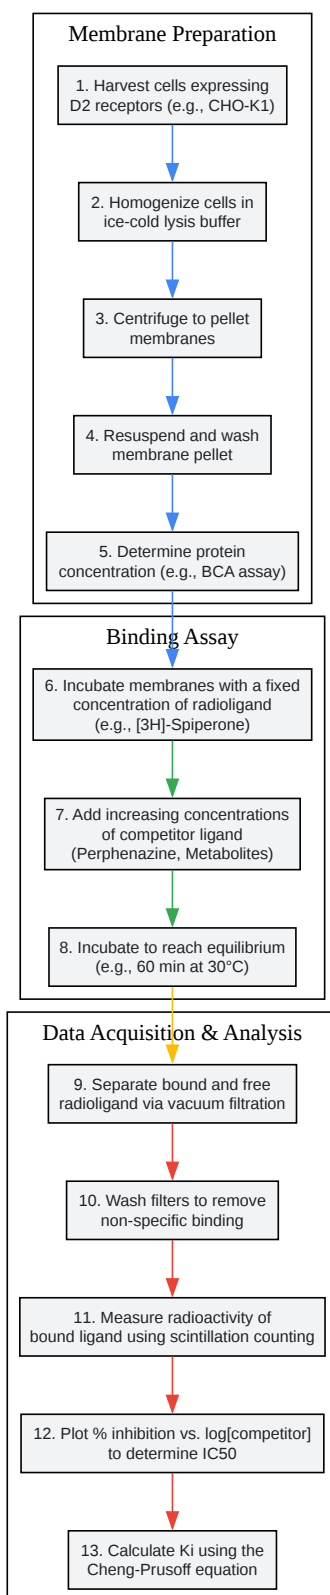 Membrane Preparation
1. Harvest cells expressing
D2 receptors (e.g., CHO-K1)
2. Homogenize cells in
ice-cold lysis buffer
3. Centrifuge to pellet
membranes
4. Resuspend and wash
membrane pellet
5. Determine protein
concentration (e.g., BCA assay)
Binding Assay
6. Incubate membranes with a fixed
concentration of radioligand
(e.g., [3H]-Spiperone)
7. Add increasing concentrations
of competitor ligand
(Perphenazine, Metabolites)
8. Incubate to reach equilibrium
(e.g., 60 min at 30°C)
Data Acquisition & Analysis
9. Separate bound and free
radioligand via vacuum filtration
10. Wash filters to remove
non-specific binding
11. Measure radioactivity of
bound ligand using scintillation counting
12. Plot % inhibition vs. log[competitor]
to determine IC50
13. Calculate Ki using the
Cheng-Prusoff equation